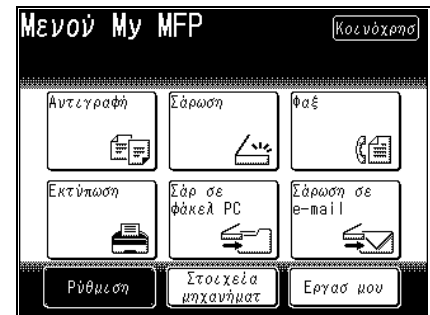 Μενού My MFP
Κοινόχρησ
Αντιγραφή
Σάρωση
Φαξ
Εκτύπωση
Σάρ σε
φάκελ PC
Σάρωση σε
e-mail
Ρύθμιση
Στοιχεία
μηχανήματ
Εργασ μου